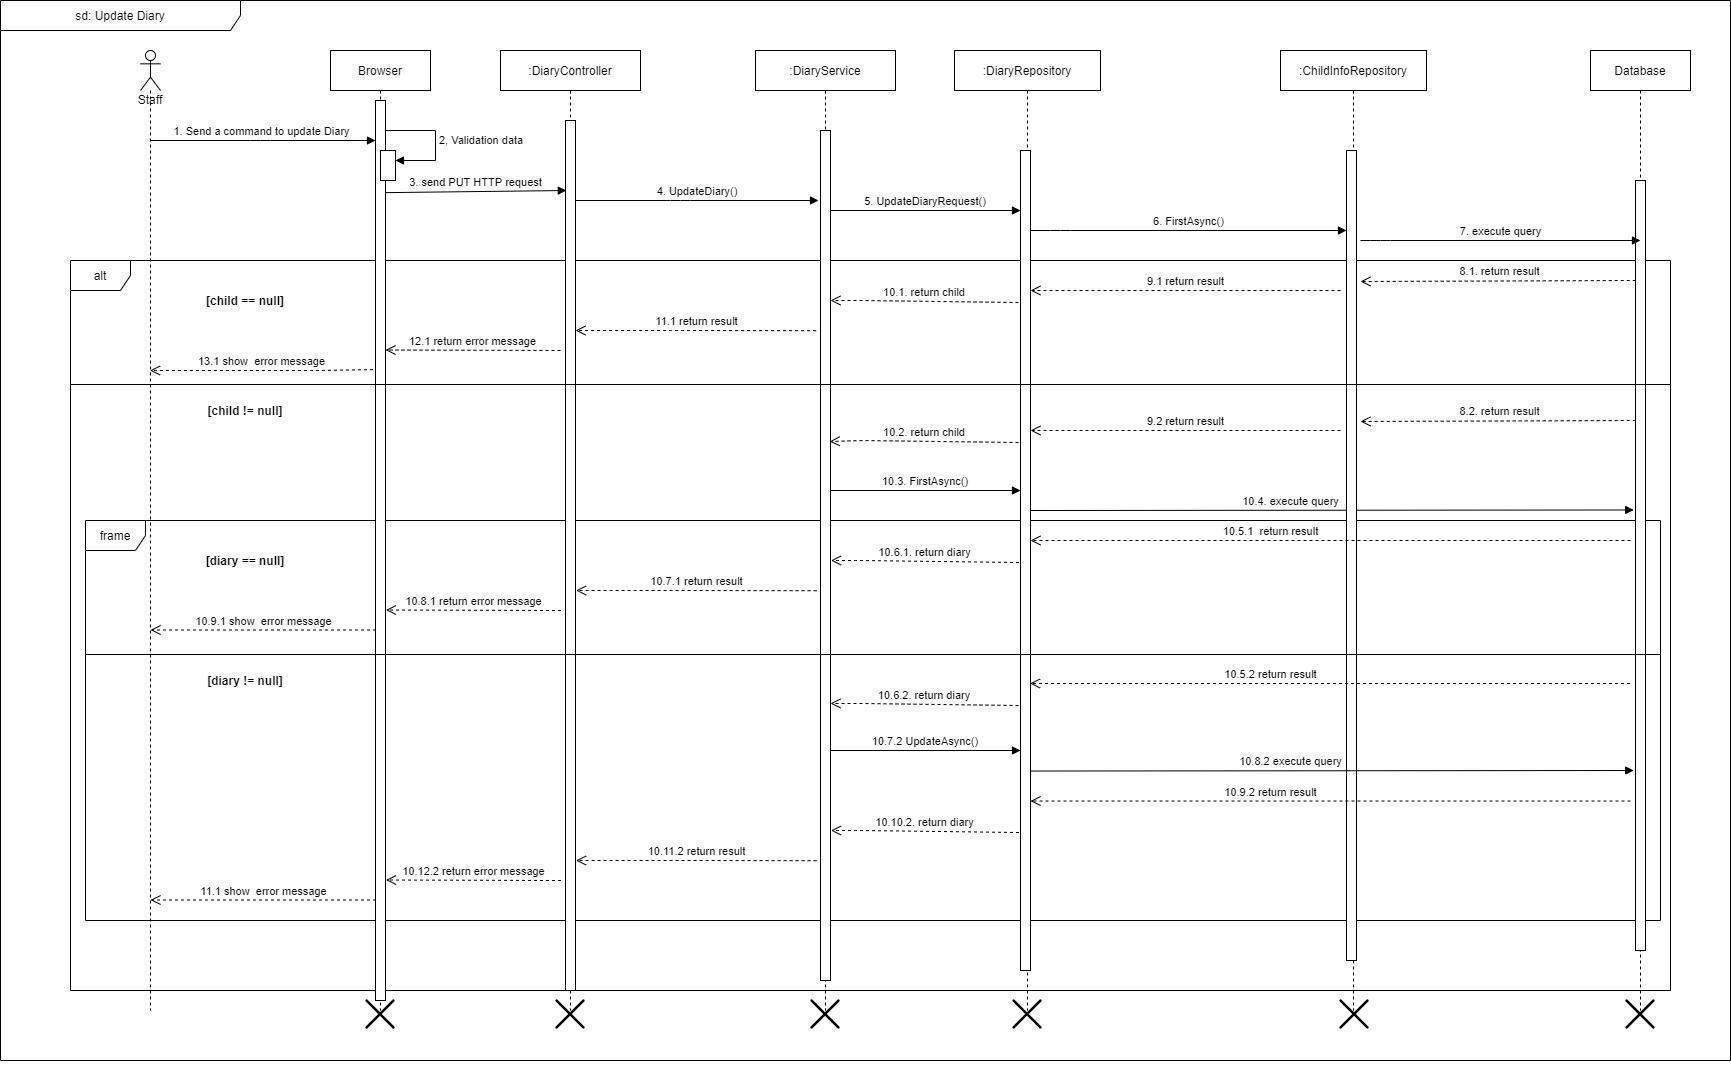 sd: Update Diary
Staff
Browser
:DiaryController
:DiaryService
:DiaryRepository
:ChildInfoRepository
Database
1. Send a command to update Diary
2, Validation data
3. send PUT HTTP request
4. UpdateDiary()
5. UpdateDiaryRequest()
6. FirstAsync()
7. execute query
alt
[child == null]
8.1. return result
9.1 return result
10.1. return child
11.1 return result
12.1 return error message
13.1 show  error message
[child != null]
8.2. return result
9.2 return result
10.2. return child
10.3. FirstAsync()
10.4. execute query
frame
[diary == null]
10.5.1  return result
10.6.1. return diary
10.7.1 return result
10.8.1 return error message
10.9.1 show  error message
[diary != null]
10.5.2 return result
10.6.2. return diary
10.7.2 UpdateAsync()
10.8.2 execute query
10.9.2 return result
10.10.2. return diary
10.11.2 return result
10.12.2 return error message
11.1 show  error message